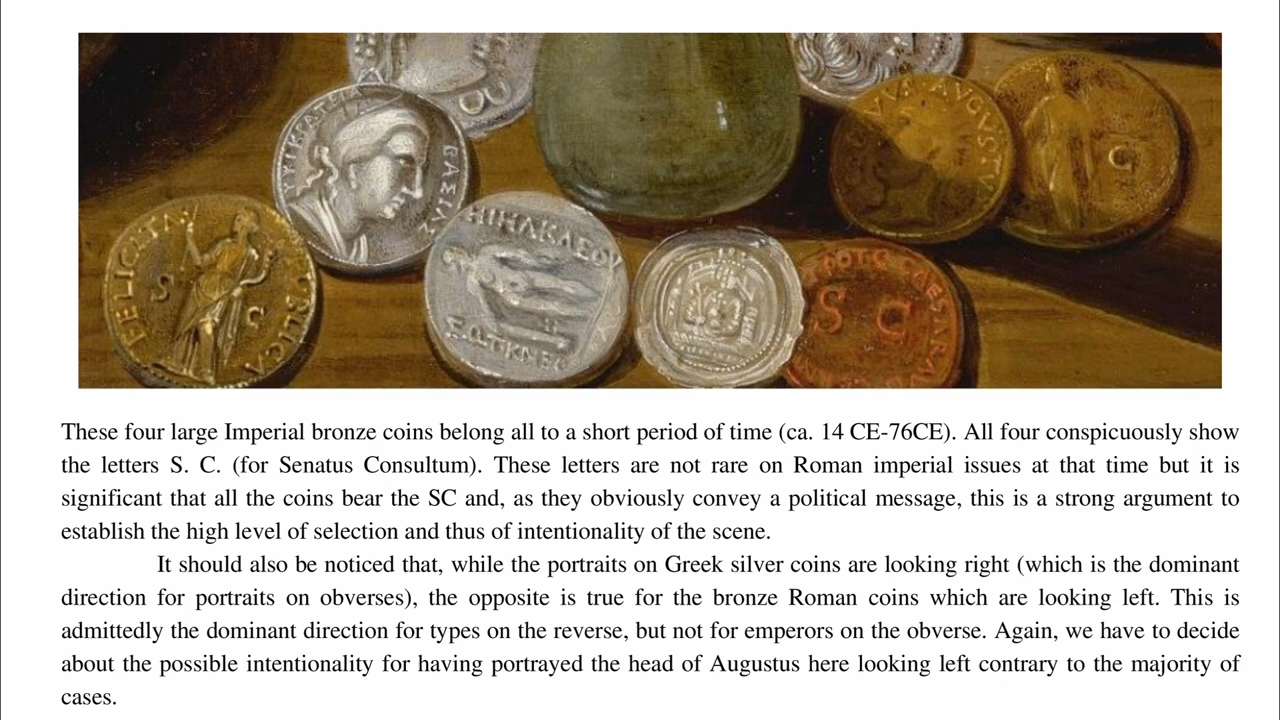 FELICITA
PVBLICA
S C
ΒΑΣΙΛΙΣ
ΣΩΤΗΡΟΣ
VVS AVGVST V
C
S C
These four large Imperial bronze coins belong all to a short period of time (ca. 14 CE-76CE). All four conspicuously show
the letters S. C. (for Senatus Consultum). These letters are not rare on Roman imperial issues at that time but it is
significant that all the coins bear the SC and, as they obviously convey a political message, this is a strong argument to
establish the high level of selection and thus of intentionality of the scene.
It should also be noticed that, while the portraits on Greek silver coins are looking right (which is the dominant
direction for portraits on obverses), the opposite is true for the bronze Roman coins which are looking left. This is
admittedly the dominant direction for types on the reverse, but not for emperors on the obverse. Again, we have to decide
about the possible intentionality for having portrayed the head of Augustus here looking left contrary to the majority of
cases.